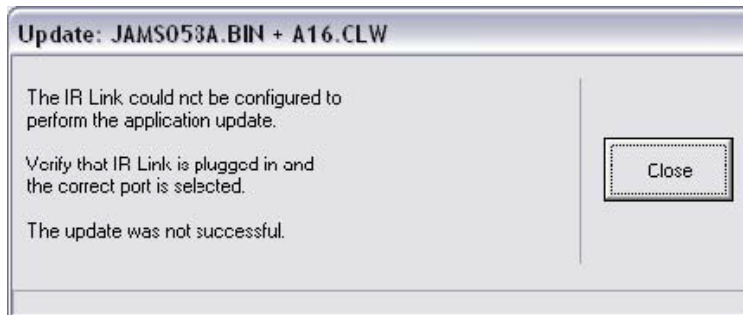 Update: JAMS053A.BIN + A16.CLW
The IR Link could not be configured to
perform the application update.
Verify that IR Link is plugged in and
the correct port is selected.
Close
The update was not successful.